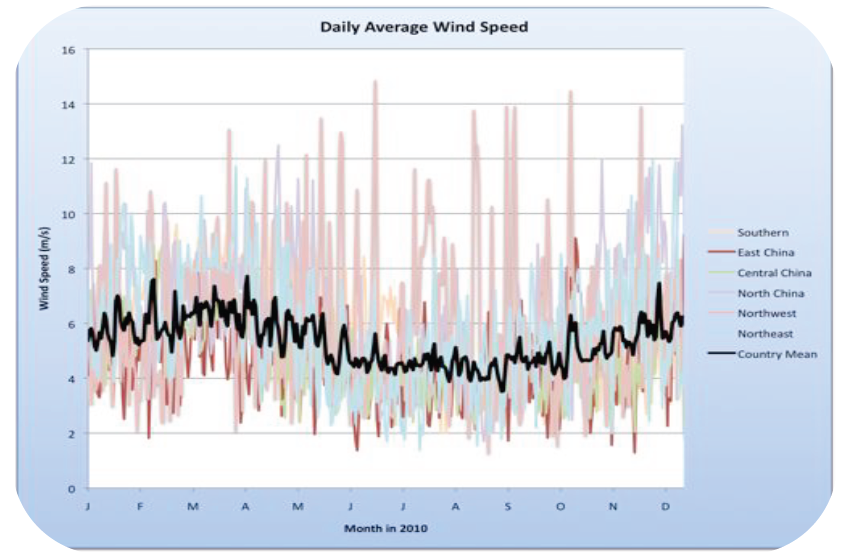 Daily Average Wind Speed
16
14
12
10
8
6
4
2
0
Wind Speed (m/s)
J F M A M J J A S O N D
Month in 2010
Southern
East China
Central China
North China
Northwest
Northeast
Country Mean